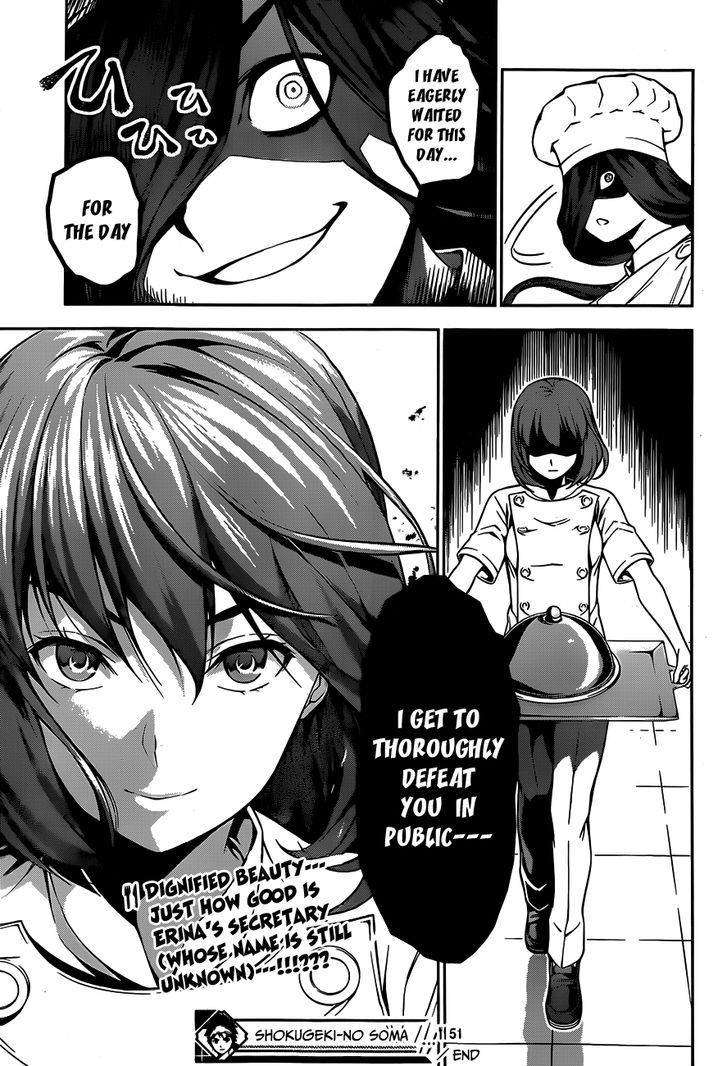 I HAVE
EAGERLY
WAITED
FOR THIS
DAY...
ひ
ひ
ひ
ひ
FOR
THE DAY
I GET TO
THOROUGHLY
DEFEAT
YOU IN
PUBLIC---
DIGNIFIED BEAUTY---
JUST HOW GOOD IS
ERINA'S SECRETARY
(WHOSE NAME IS STILL
UNKNOWN)---!!!???
SHOKUGEKI-NO SOMA 51
END